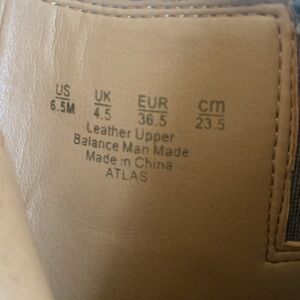 US UK EUR cm
6.5M 4.5 36.5 23.5
Leather Upper
Balance Man Made
Made in China
ATLAS